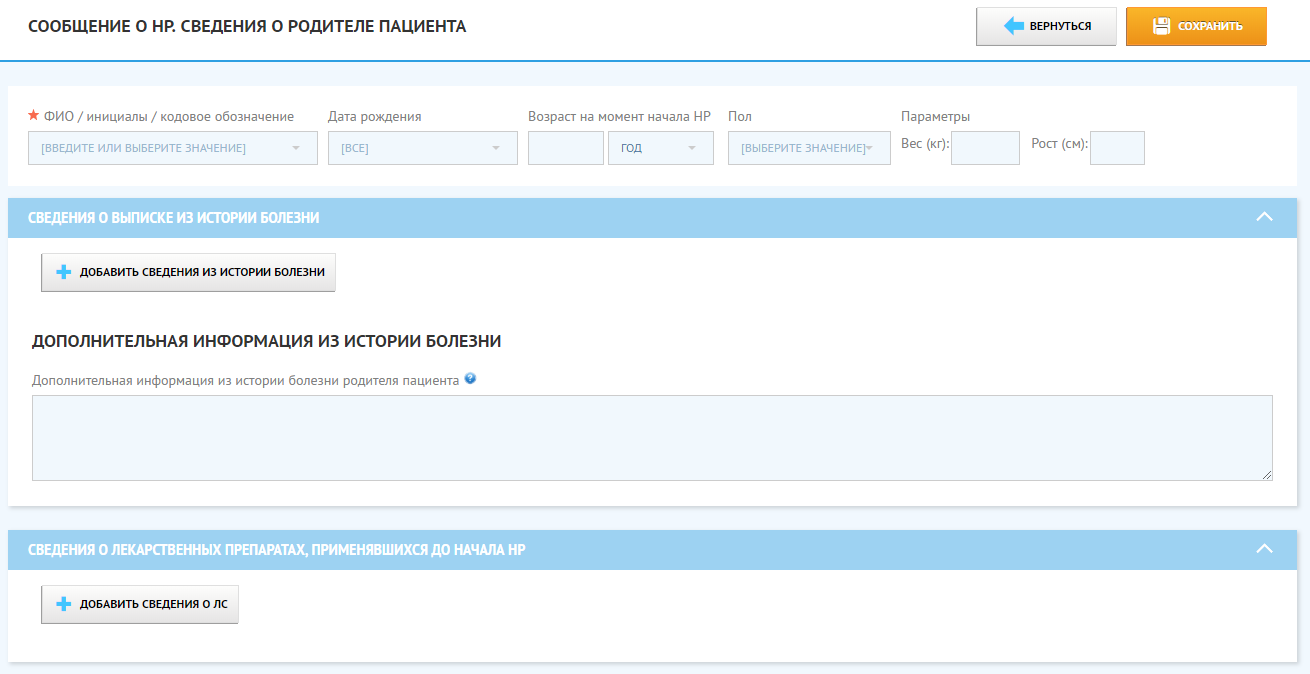 СООБЩЕНИЕ О НР. СВЕДЕНИЯ О РОДИТЕЛЕ ПАЦИЕНТА
ВЕРНУТЬСЯ
СОХРАНИТЬ
ФИО / инициалы / кодовое обозначение
Дата рождения
Возраст на момент начала НР
Пол
Параметры
[ВВЕДИТЕ ИЛИ ВЫБЕРИТЕ ЗНАЧЕНИЕ]
[ВСЕ]
ГОД
[ВЫБЕРИТЕ ЗНАЧЕНИЕ]
Вес (кг):
Рост (см):
СВЕДЕНИЯ О ВЫПИСКЕ ИЗ ИСТОРИИ БОЛЕЗНИ
ДОБАВИТЬ СВЕДЕНИЯ ИЗ ИСТОРИИ БОЛЕЗНИ
ДОПОЛНИТЕЛЬНАЯ ИНФОРМАЦИЯ ИЗ ИСТОРИИ БОЛЕЗНИ
Дополнительная информация из истории болезни родителя пациента
СВЕДЕНИЯ О ЛЕКАРСТВЕННЫХ ПРЕПАРАТАХ, ПРИМЕНЯВШИХСЯ ДО НАЧАЛА НР
ДОБАВИТЬ СВЕДЕНИЯ О ЛС